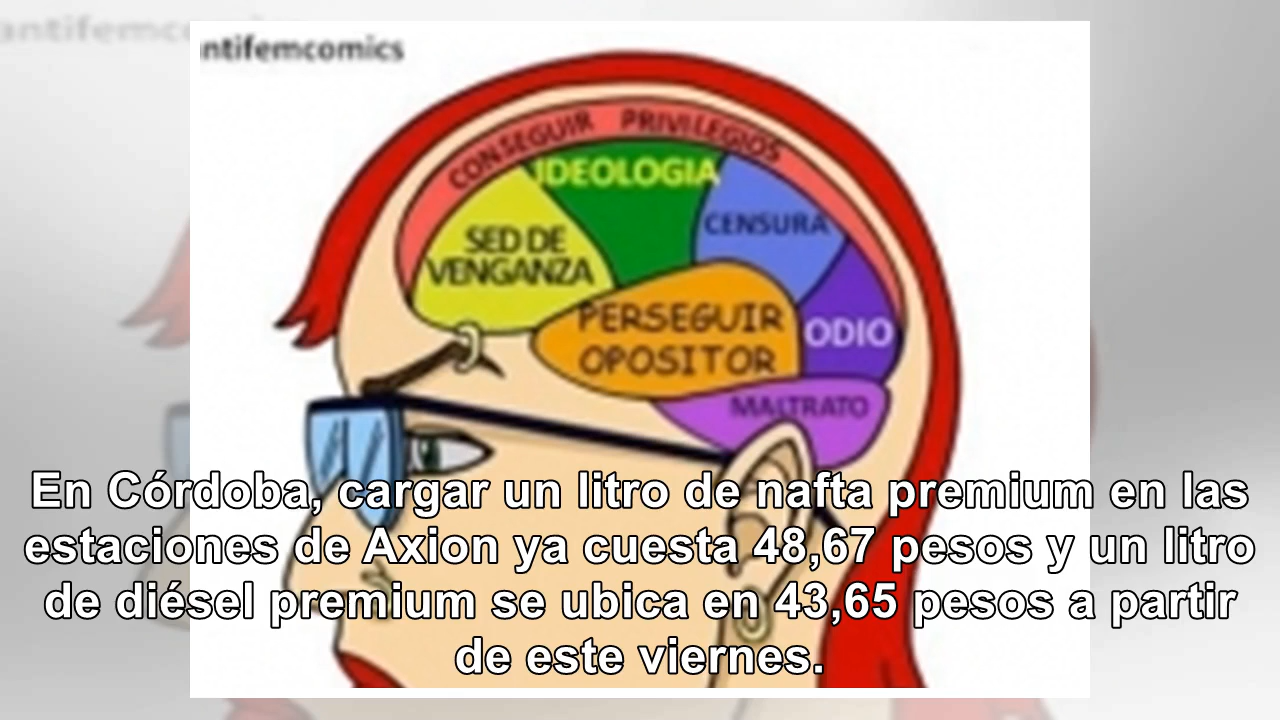 antifemc
ntifemcomics
CONSEGUIR PRIVILEGIOS
IDEOLOGIA
CENSURA
SED DE
VENGANZA
PERSEGUIR
OPOSITOR
ODIO
MALTRATO
En Córdoba, cargar un litro de nafta premium en las
estaciones de Axion ya cuesta 48,67 pesos y un litro
de diésel premium se ubica en 43,65 pesos a partir
de este viernes.